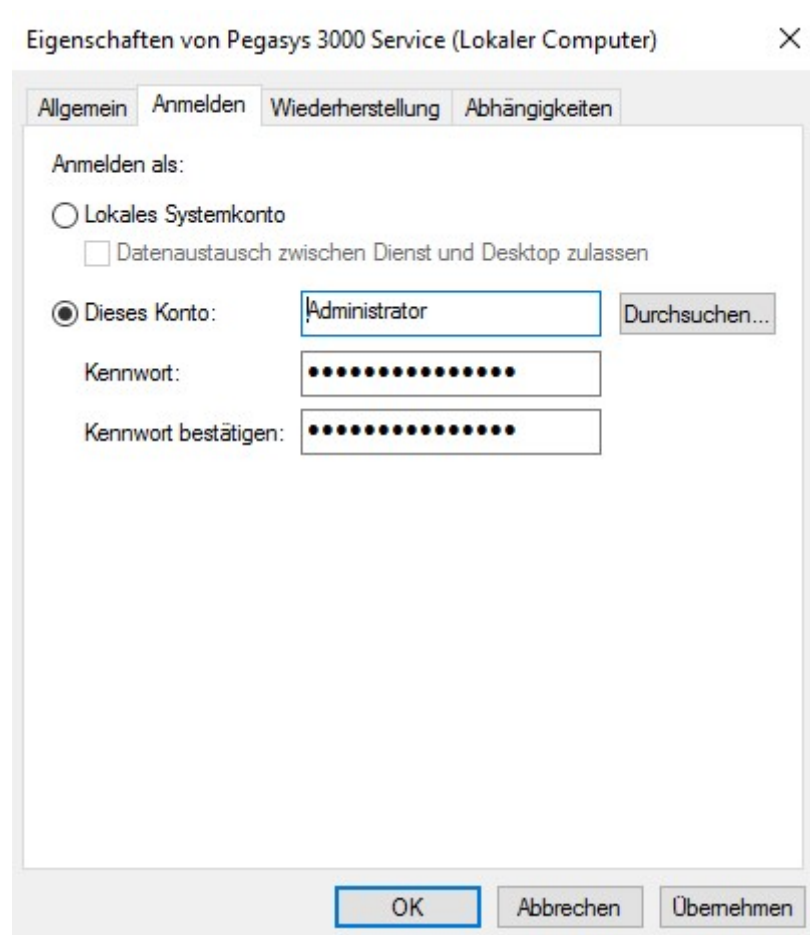 Eigenschaften von Pegasys 3000 Service (Lokaler Computer)
Allgemein Anmelden Wiederherstellung Abhängigkeiten
Anmelden als:
Lokales Systemkonto
Datenaustausch zwischen Dienst und Desktop zulassen
Dieses Konto: Administrator Durchsuchen...
Kennwort: •••••••••••••••
Kennwort bestätigen: •••••••••••••••
OK Abbrechen Übernehmen